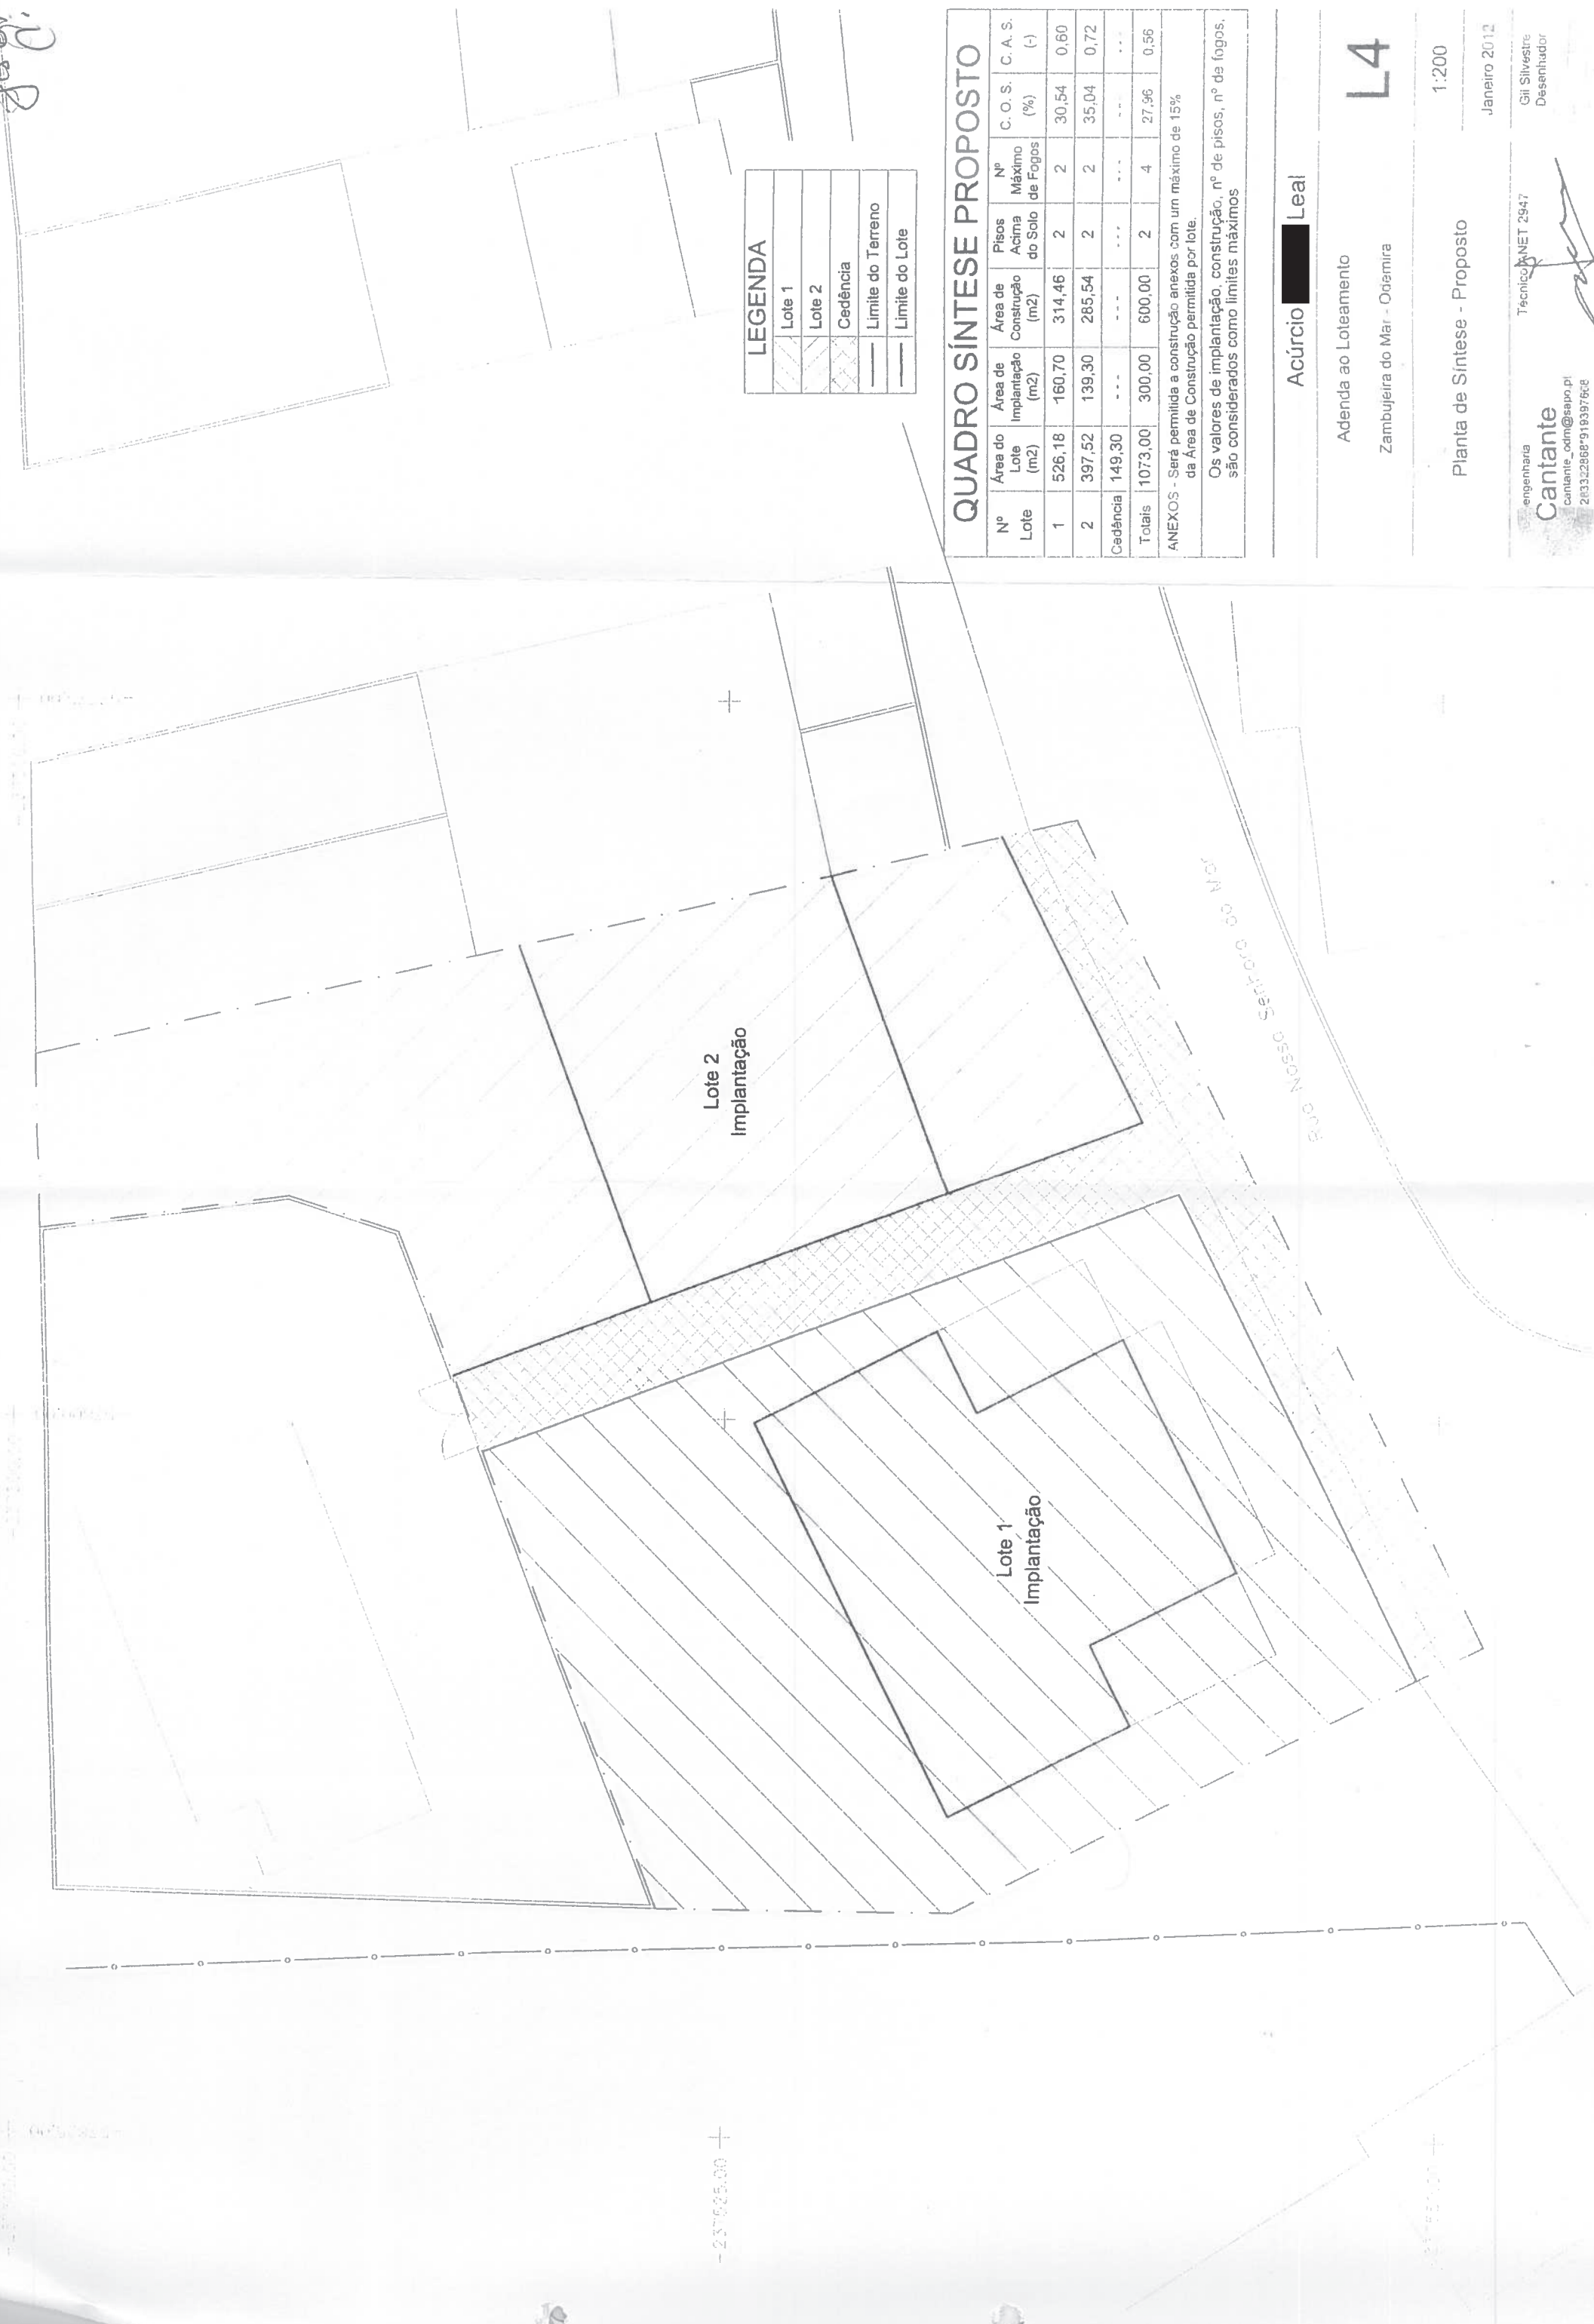 LEGENDA
Lote 1
Lote 2
Cedência
Limite do Terreno
Limite do Lote
QUADRO SÍNTESE PROPOSTO
Nº Lote Área do Lote (m2) Área de Implantação (m2) Área de Construção (m2) Pisos Acima do Solo Nº Máximo de Fogos C. O. S. (%) C. A. S. (-)
1 526,18 160,70 314,46 2 2 30,54 0,60
2 397,52 139,30 285,54 2 2 35,04 0,72
Cedência 149,30 --- --- --- --- --- ---
Totais 1073,00 300,00 600,00 2 4 27,96 0,56
ANEXOS - Será permitida a construção anexos com um máximo de 15%
da Área de Construção permitida por lote.
Os valores de implantação, construção, nº de pisos, nº de fogos,
são considerados como limites máximos
Acúrcio Leal
Adenda ao Loteamento
Zambujeira do Mar - Odemira
L4
Planta de Síntese - Proposto
1:200
Janeiro 2012
engenharia
Cantante
cantante_odm@sapo.pt
283322868*919397608
Técnico ANET 2947
Gil Silvestre
Desenhador
Lote 2
Implantação
Lote 1
Implantação